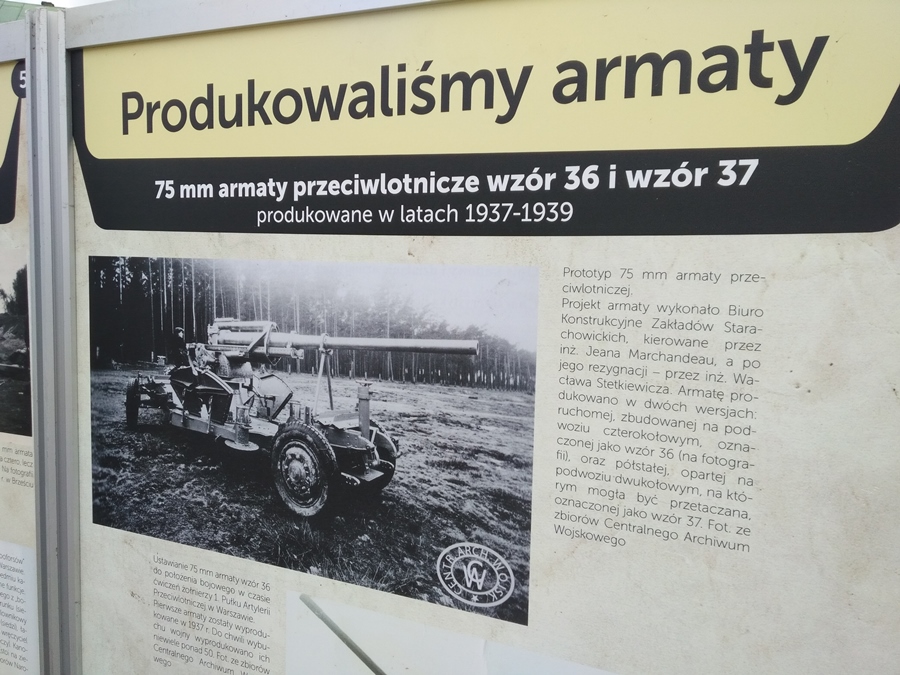 5
Produkowaliśmy armaty
75 mm armaty przeciwlotnicze wzór 36 i wzór 37
produkowane w latach 1937-1939
Prototyp 75 mm armaty prze-
ciwlotniczej.
Projekt armaty wykonało Biuro
Konstrukcyjne Zakładów Stara-
chowickich, kierowane przez
inż. Jeana Marchandeau, a po
jego rezygnacji – przez inż. Wa-
cława Stetkiewicza. Armatę pro-
dukowano w dwóch wersjach:
ruchomej, zbudowanej na pod-
woziu czterokołowym, ozna-
czonej jako wzór 36 (na fotogra-
fii), oraz półstałej, opartej na
podwoziu dwukołowym, na któ-
rym mogła być przetaczana,
oznaczonej jako wzór 37. Fot. ze
zbiorów Centralnego Archiwum
Wojskowego
Ustawianie 75 mm armaty wzór 36
do położenia bojowego w czasie
ćwiczeń żołnierzy 1. Pułku Artylerii
Przeciwlotniczej w Warszawie.
Pierwsze armaty zostały wyprodu-
kowane w 1937 r. Do chwili wybu-
chu wojny wyprodukowano ich
niewiele ponad 50. Fot. ze zbiorów
Centralnego Archiwum
wego
mm armata
r. w Brześciu